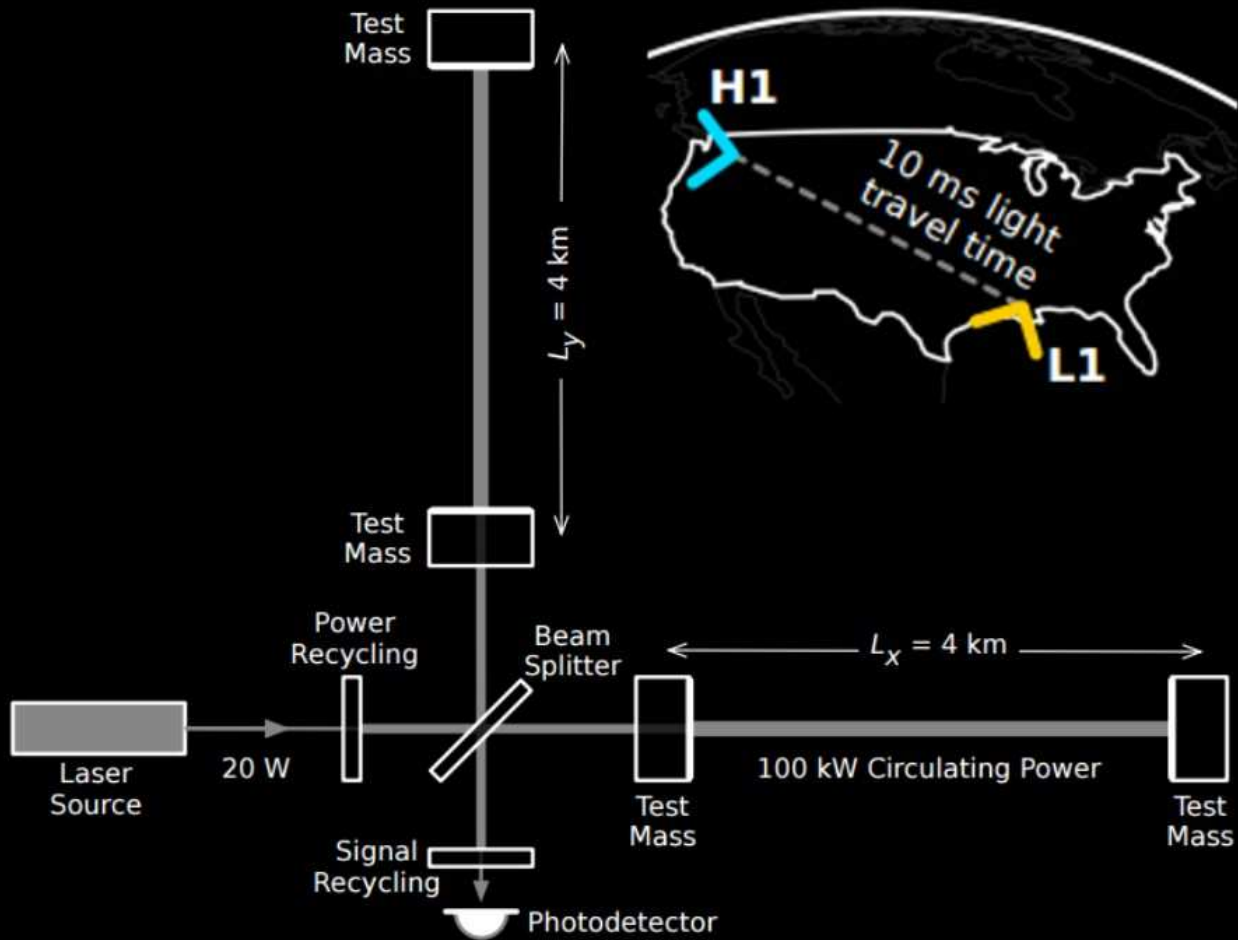 Test
Mass
H1
10 ms light
travel time
L1
Ly = 4 km
Test
Mass
Power
Recycling
Beam
Splitter
Lx = 4 km
Laser
Source
20 W
100 kW Circulating Power
Test
Mass
Test
Mass
Signal
Recycling
Photodetector